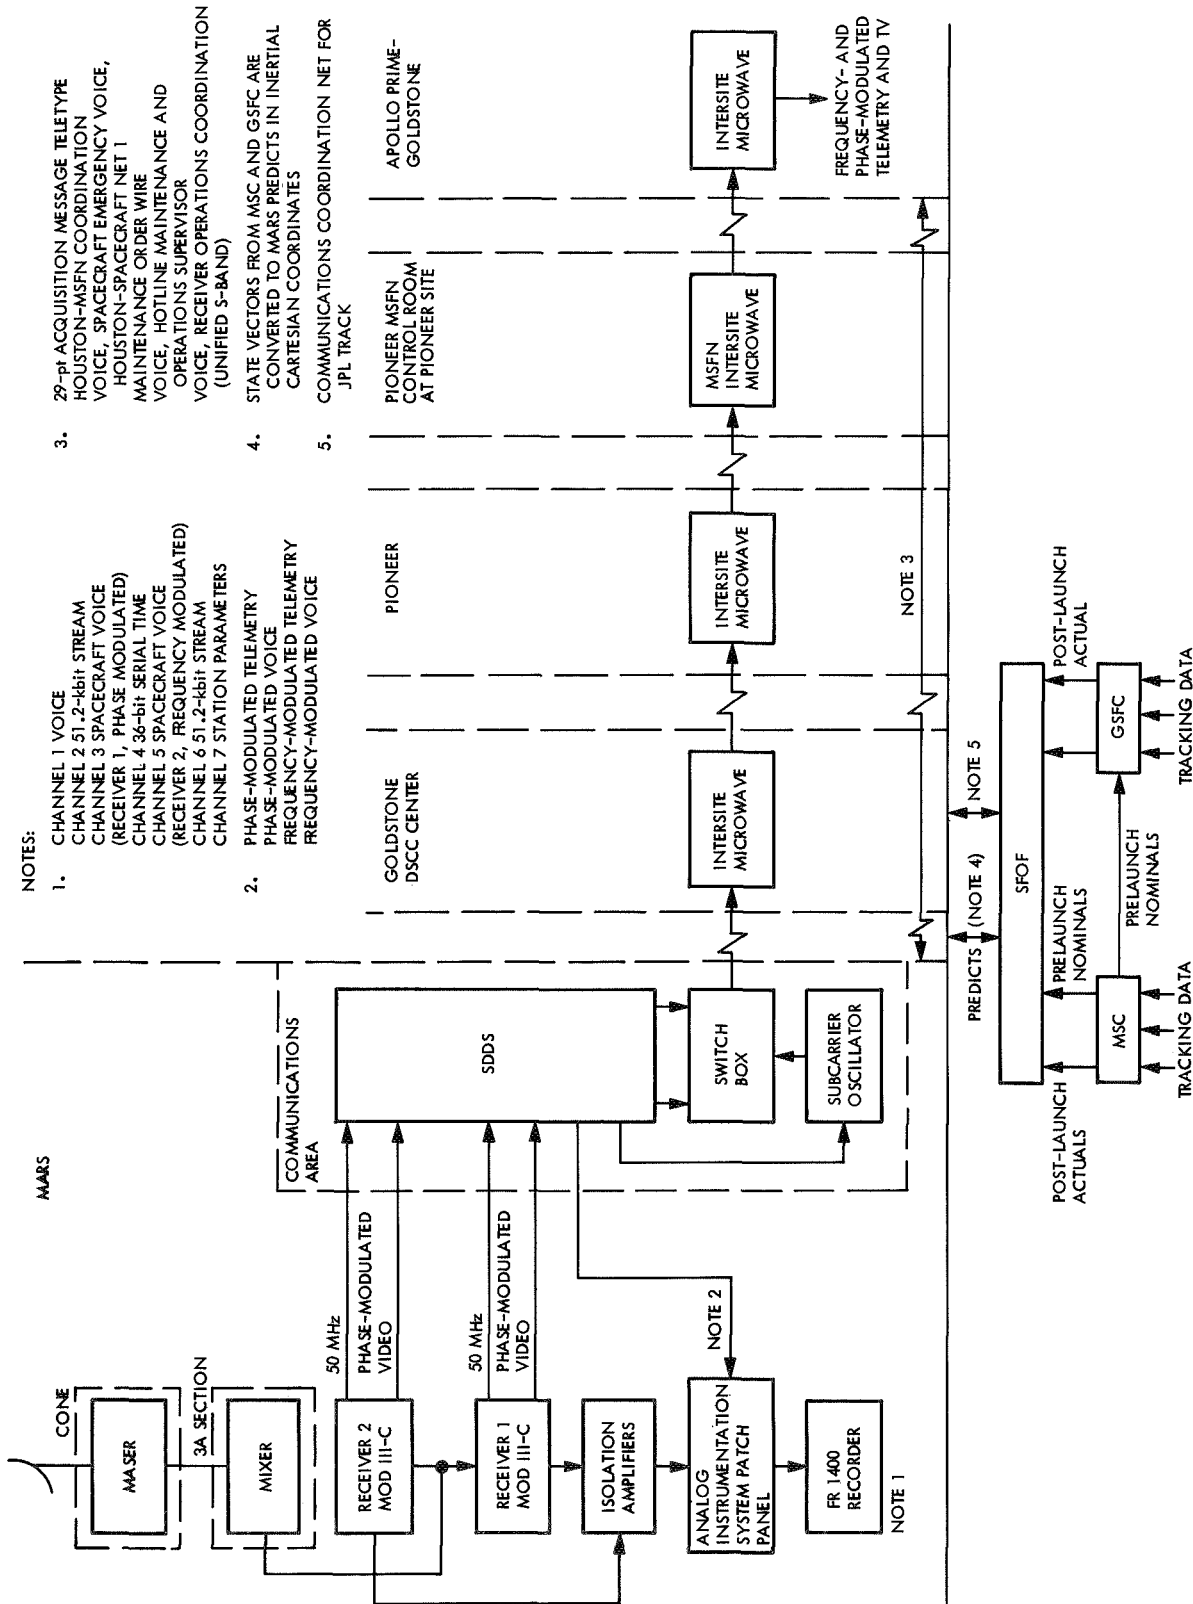 NOTES:
1. CHANNEL 1 VOICE
CHANNEL 2 51.2-kbit STREAM
CHANNEL 3 SPACECRAFT VOICE
(RECEIVER 1, PHASE MODULATED)
CHANNEL 4 36-bit SERIAL TIME
CHANNEL 5 SPACECRAFT VOICE
(RECEIVER 2, FREQUENCY MODULATED)
CHANNEL 6 51.2-kbit STREAM
CHANNEL 7 STATION PARAMETERS
2. PHASE-MODULATED TELEMETRY
PHASE-MODULATED VOICE
FREQUENCY-MODULATED TELEMETRY
FREQUENCY-MODULATED VOICE
3. 29-pt ACQUISITION MESSAGE TELETYPE
HOUSTON-MSFN COORDINATION
VOICE, SPACECRAFT EMERGENCY VOICE,
HOUSTON-SPACECRAFT NET 1
MAINTENANCE ORDER WIRE
VOICE, HOTLINE MAINTENANCE AND
OPERATIONS SUPERVISOR
VOICE, RECEIVER OPERATIONS COORDINATION
(UNIFIED S-BAND)
4. STATE VECTORS FROM MSC AND GSFC ARE
CONVERTED TO MARS PREDICTS IN INERTIAL
CARTESIAN COORDINATES
5. COMMUNICATIONS COORDINATION NET FOR
JPL TRACK
MARS
CONE
MASER
3A SECTION
MIXER
RECEIVER 2
MOD III-C
50 MHz
PHASE-MODULATED
VIDEO
RECEIVER 1
MOD III-C
50 MHz
PHASE-MODULATED
VIDEO
ISOLATION
AMPLIFIERS
ANALOG
INSTRUMENTATION
SYSTEM PATCH
PANEL
NOTE 2
FR 1400
RECORDER
NOTE 1
COMMUNICATIONS
AREA
SDDS
SWITCH
BOX
SUBCARRIER
OSCILLATOR
GOLDSTONE
DSCC CENTER
INTERSITE
MICROWAVE
PIONEER
INTERSITE
MICROWAVE
PIONEER MSFN
CONTROL ROOM
AT PIONEER SITE
MSFN
INTERSITE
MICROWAVE
APOLLO PRIME-
GOLDSTONE
INTERSITE
MICROWAVE
FREQUENCY- AND
PHASE-MODULATED
TELEMETRY AND TV
NOTE 3
PREDICTS (NOTE 4)
NOTE 5
SFOF
POST-LAUNCH
ACTUALS
PRELAUNCH
NOMINALS
POST-LAUNCH
ACTUAL
MSC
PRELAUNCH
NOMINALS
GSFC
TRACKING DATA
TRACKING DATA